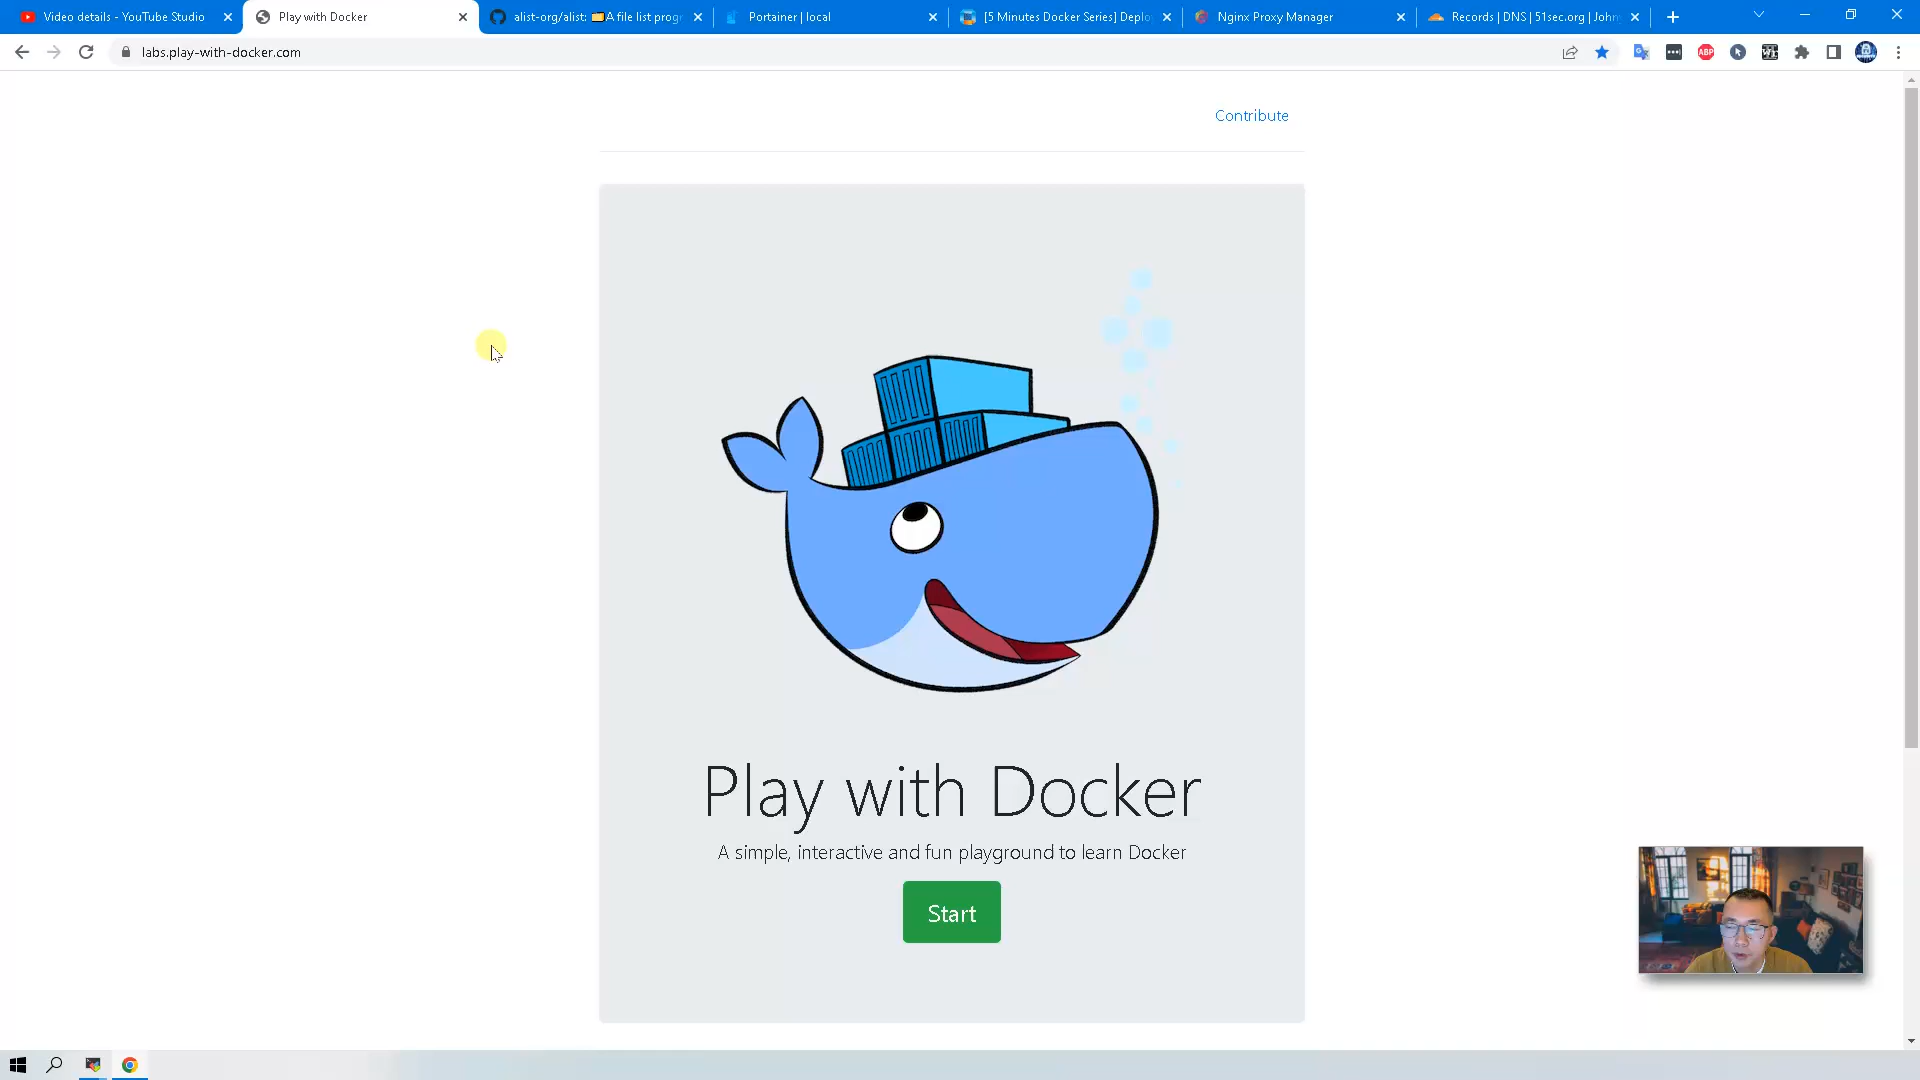 Video details - YouTube Studio
Play with Docker
alist-org/alist: 🗂️A file list progr
Portainer | local
[5 Minutes Docker Series] Deplo
Nginx Proxy Manager
Records | DNS | 51sec.org | John
labs.play-with-docker.com
ABP
Contribute
Play with Docker
A simple, interactive and fun playground to learn Docker
Start